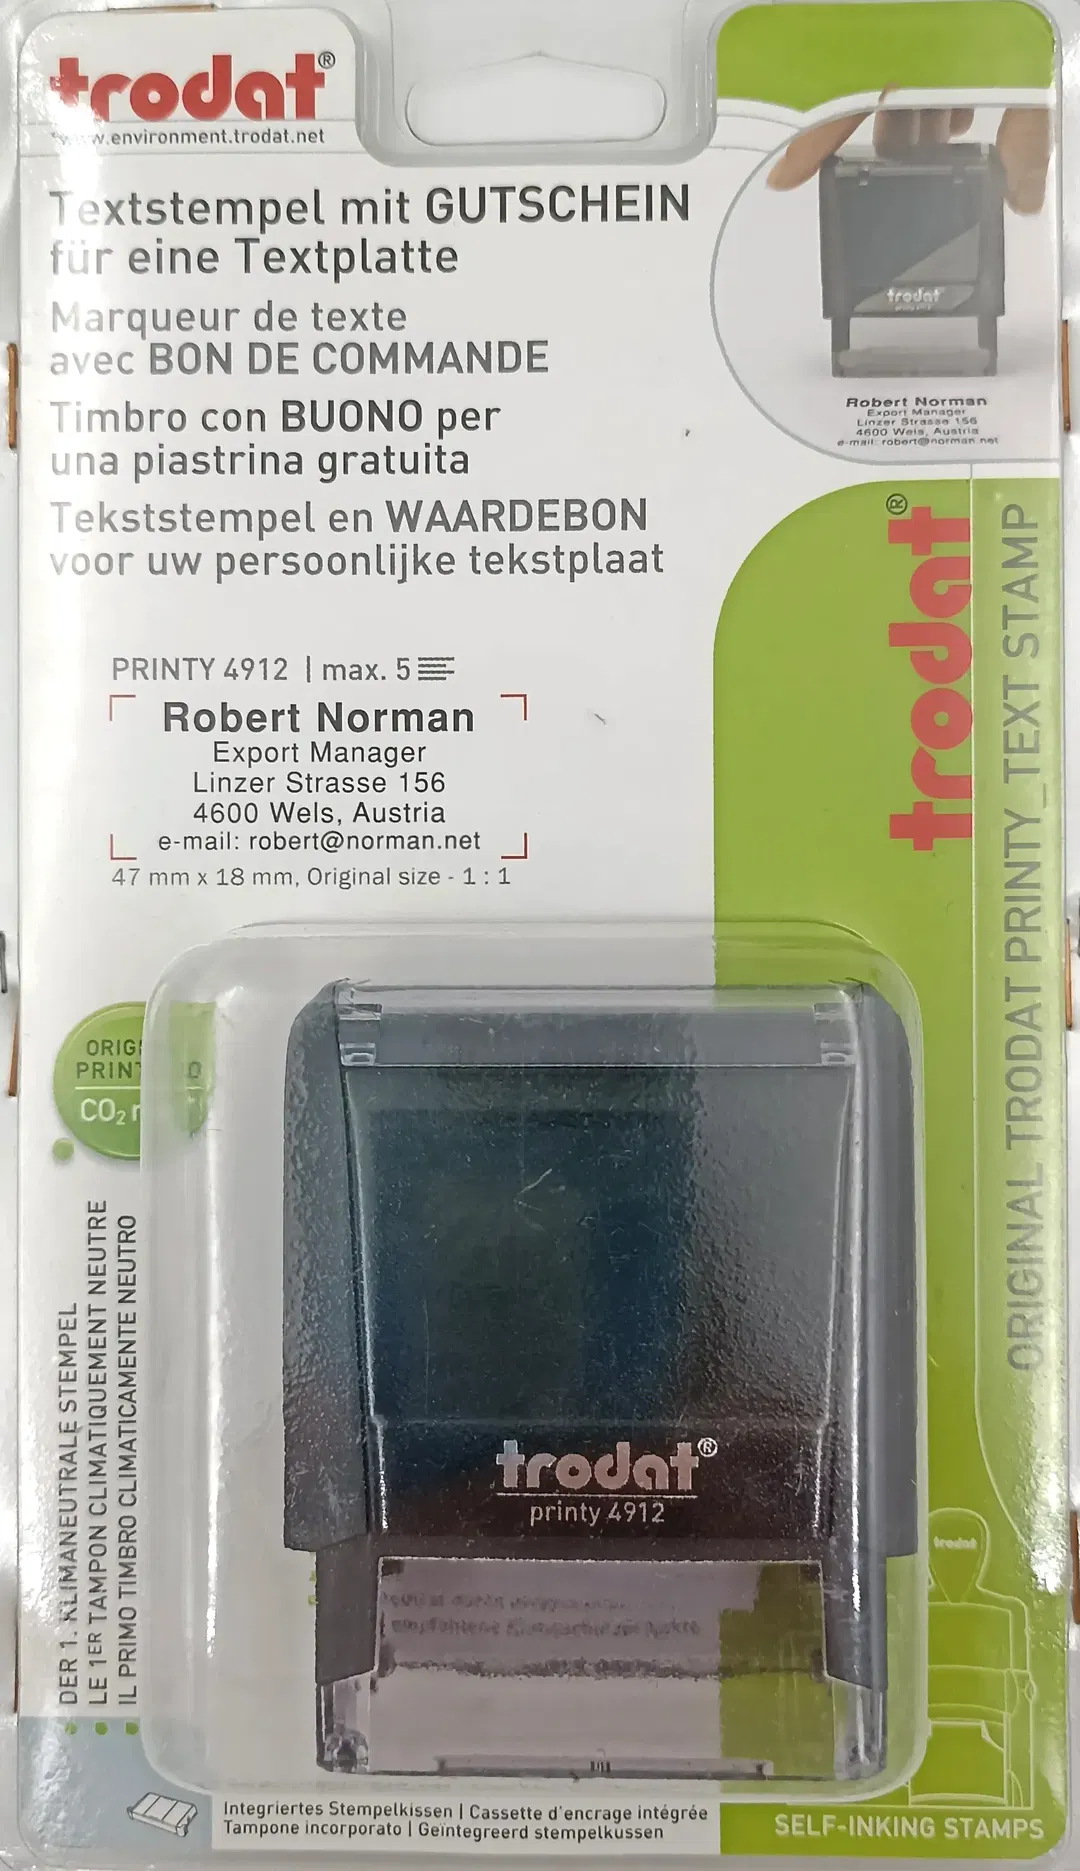 trodat®
www.environment.trodat.net
Textstempel mit GUTSCHEIN
für eine Textplatte
Marqueur de texte
avec BON DE COMMANDE
Timbro con BUONO per
una piastrina gratuita
Tekststempel en WAARDEBON
voor uw persoonlijke tekstplaat
trodat
Robert Norman
Export Manager
Linzer Strasse 156
4600 Wels, Austria
e-mail: robert@norman.net
PRINTY 4912 | max. 5
Robert Norman
Export Manager
Linzer Strasse 156
4600 Wels, Austria
e-mail: robert@norman.net
47 mm x 18 mm, Original size - 1 : 1
trodat®
ORIGINAL TRODAT PRINTY_TEXT STAMP
CO₂
DER 1. KLIMANEUTRALE STEMPEL
LE 1ER TAMPON CLIMATIQUEMENT NEUTRE
IL PRIMO TIMBRO CLIMATICAMENTE NEUTRO
trodat®
printy 4912
trodat
Integriertes Stempelkissen | Cassette d'encrage intégrée
Tampone incorporato | Geïntegreerd stempelkussen
SELF-INKING STAMPS